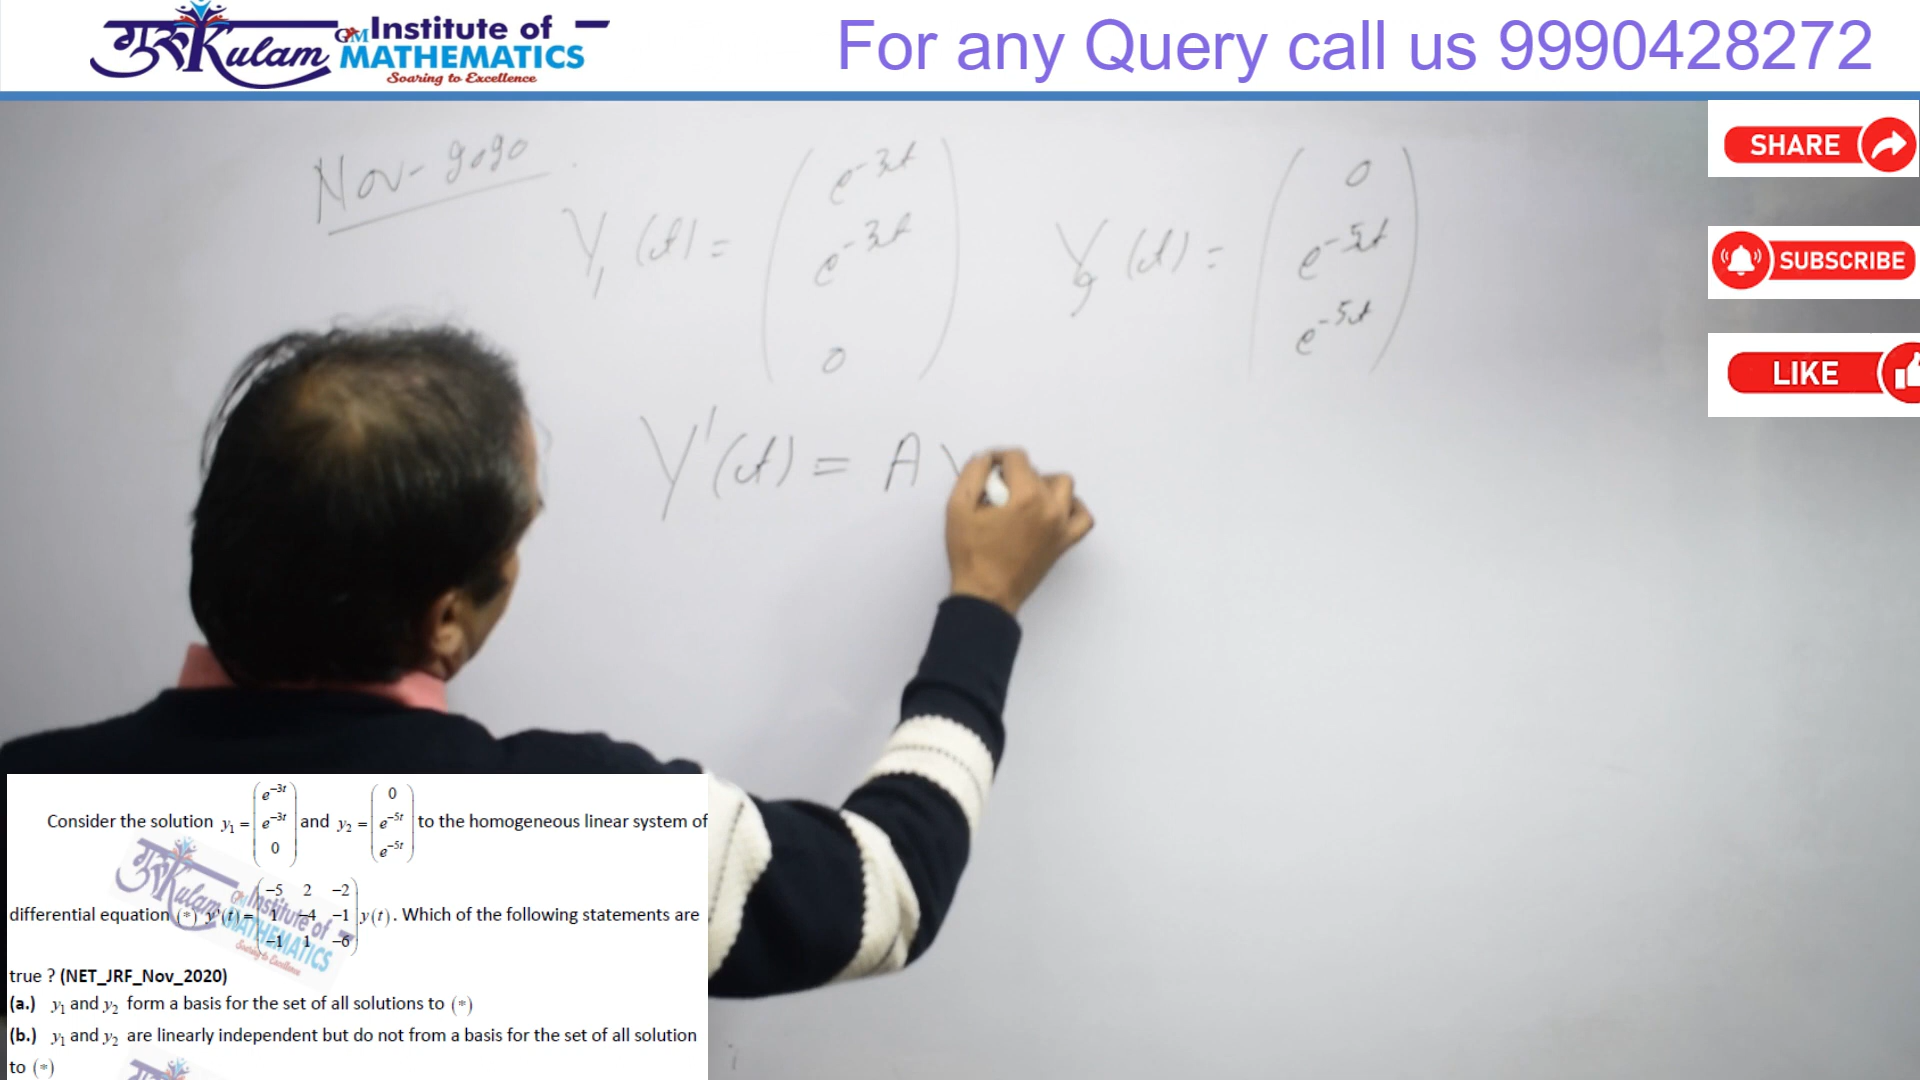 गुरुKulam GM Institute of MATHEMATICS
Soaring to Excellence
For any Query call us 9990428272
SHARE
SUBSCRIBE
LIKE
Nov-2020
Y₁(t) = (e^-3t
e^-3t
0)
Y₂(t) = (0
e^-5t
e^-5t)
Y'(t) = A Y
Consider the solution y₁ = (e^−3t, e^−3t, 0) and y₂ = (0, e^−5t, e^−5t) to the homogeneous linear system of
differential equation (*) y'(t) = (−5 2 −2, 1 −4 −1, −1 1 −6) y(t). Which of the following statements are
true ? (NET_JRF_Nov_2020)
(a.) y₁ and y₂ form a basis for the set of all solutions to (*)
(b.) y₁ and y₂ are linearly independent but do not from a basis for the set of all solution
to (*)